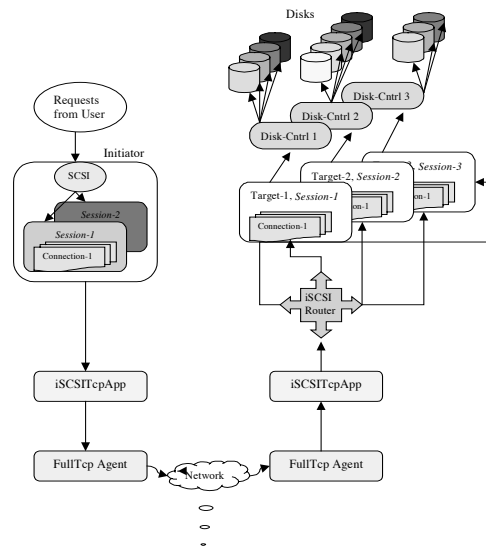 Disks
Requests
from User
Disk-Cntrl 3
Disk-Cntrl 2
Disk-Cntrl 1
Initiator
SCSI
Session-3
Target-2, Session-2
Target-1, Session-1
Session-2
Session-1
Connection-1
Connection-1
iSCSI
Router
iSCSITcpApp
iSCSITcpApp
FullTcp Agent
Network
FullTcp Agent